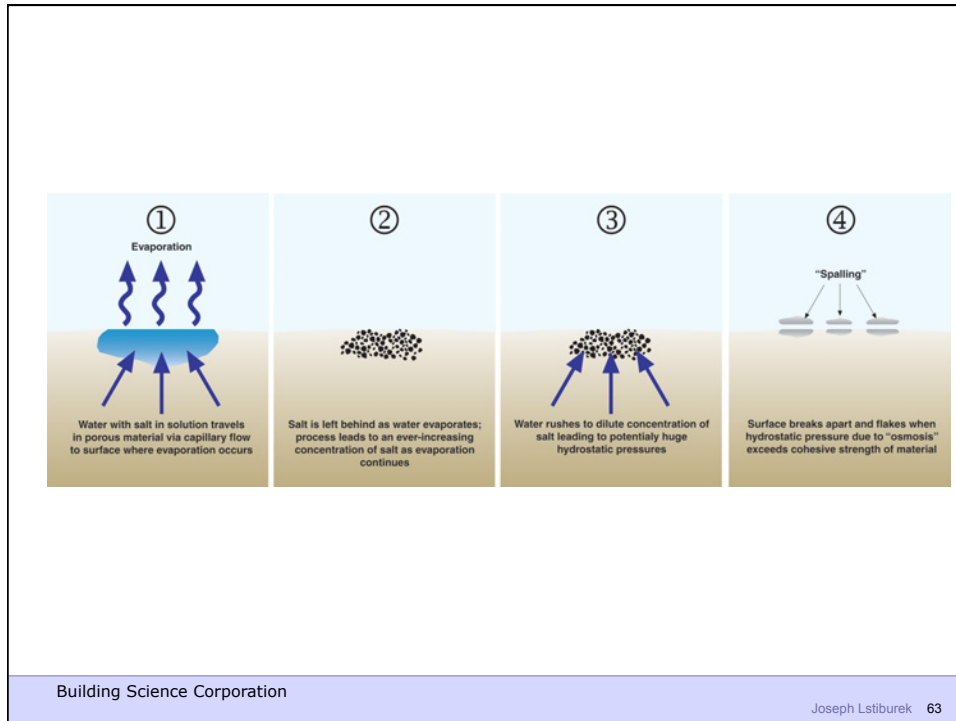 ①
Evaporation
Water with salt in solution travels
in porous material via capillary flow
to surface where evaporation occurs
②
Salt is left behind as water evaporates;
process leads to an ever-increasing
concentration of salt as evaporation
continues
③
Water rushes to dilute concentration of
salt leading to potentialy huge
hydrostatic pressures
④
"Spalling"
Surface breaks apart and flakes when
hydrostatic pressure due to "osmosis"
exceeds cohesive strength of material
Building Science Corporation
Joseph Lstiburek 63